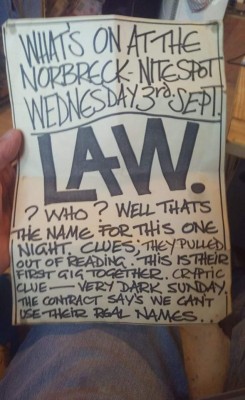 WHAT'S ON AT THE
NORBRECK-NITESPOT
WEDNESDAY 3rd. SEPT.
LAW.
? WHO? WELL THATS
THE NAME FOR THIS ONE
NIGHT. CLUES; THEY PULLED
OUT OF READING. THIS IS THEIR
FIRST GIG TOGETHER. CRYPTIC
CLUE — VERY DARK SUNDAY.
THE CONTRACT SAY'S WE CAN'T
USE THEIR REAL NAMES...